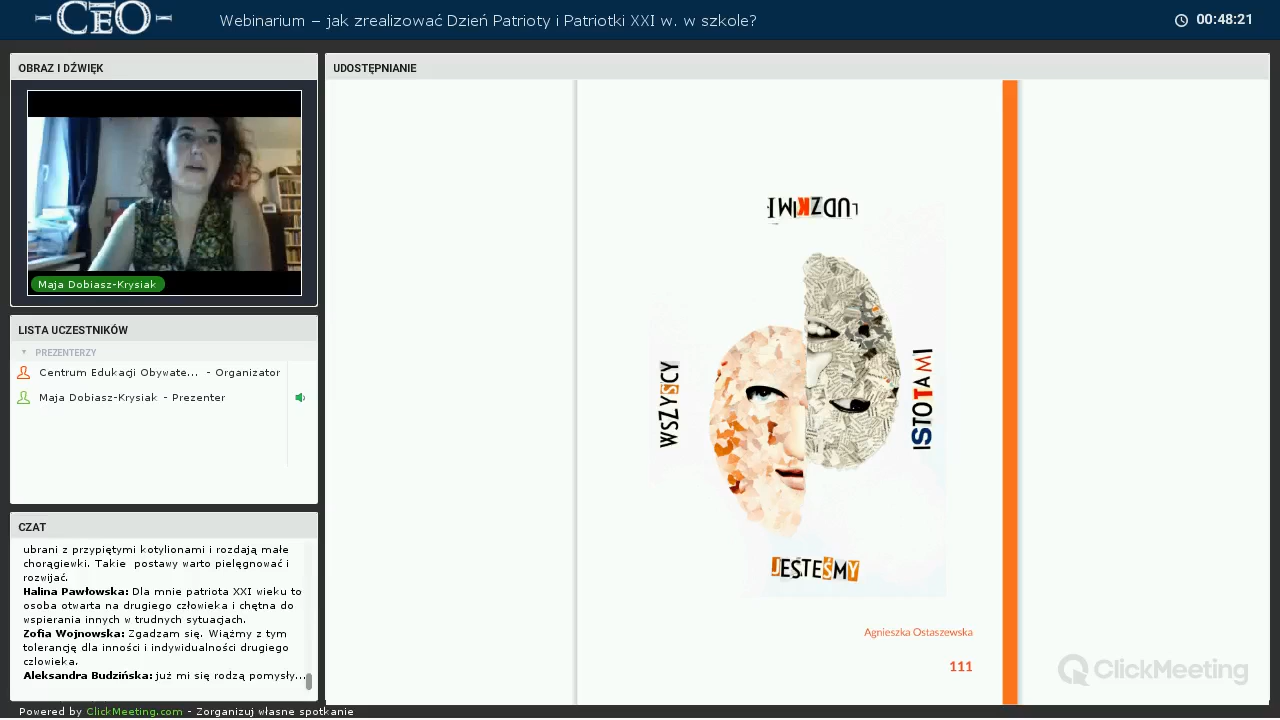 CEO
Webinarium – jak zrealizować Dzień Patrioty i Patriotki XXI w. w szkole?
00:48:21
OBRAZ I DŹWIĘK
Maja Dobiasz-Krysiak
LISTA UCZESTNIKÓW
PREZENTERZY
Centrum Edukacji Obywate... - Organizator
Maja Dobiasz-Krysiak - Prezenter
CZAT
ubrani z przypiętymi kotylionami i rozdają małe
chorągiewki. Takie postawy warto pielęgnować i
rozwijać.
Halina Pawłowska: Dla mnie patriota XXI wieku to
osoba otwarta na drugiego człowieka i chętna do
wspierania innych w trudnych sytuacjach.
Zofia Wojnowska: Zgadzam się. Wiążmy z tym
tolerancję dla inności i indywidualności drugiego
czlowieka.
Aleksandra Budzińska: już mi się rodzą pomysły...
UDOSTĘPNIANIE
WSZYSCY
JESTEŚMY
ISTOTAMI
LUDZKIMI
Agnieszka Ostaszewska
111
ClickMeeting
Powered by ClickMeeting.com - Zorganizuj własne spotkanie